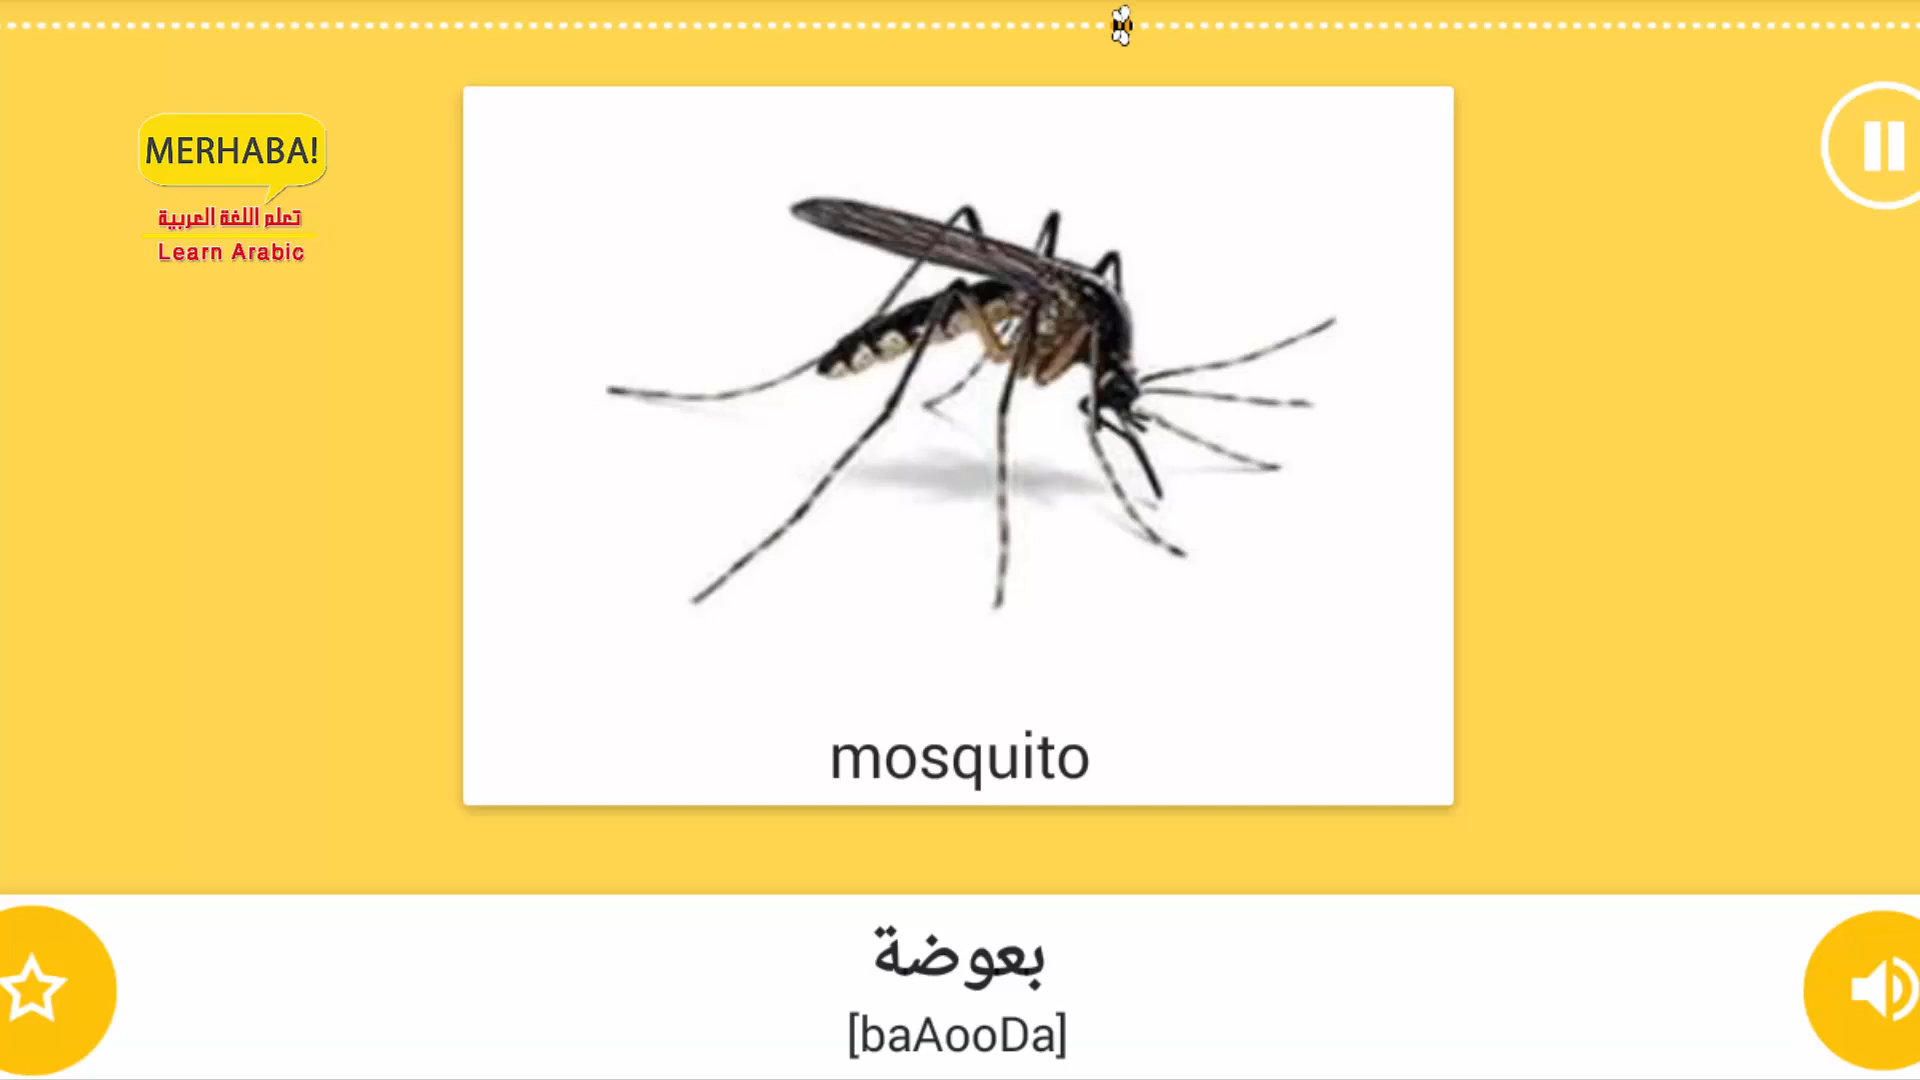 MERHABA!
تعلم اللغة العربية
Learn Arabic
mosquito
بعوضة
[baAooDa]